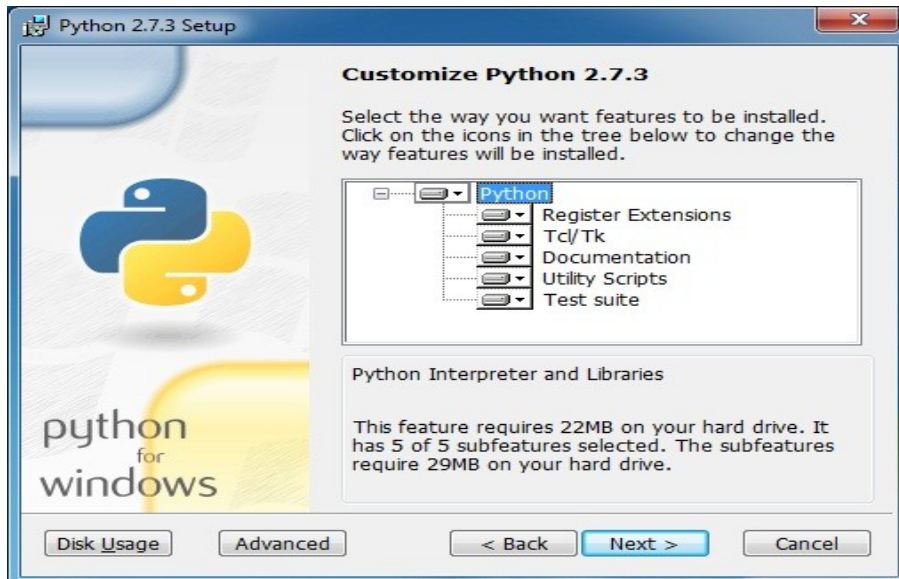 Python 2.7.3 Setup
Customize Python 2.7.3
Select the way you want features to be installed.
Click on the icons in the tree below to change the
way features will be installed.
Python
Register Extensions
Tcl/Tk
Documentation
Utility Scripts
Test suite
Python Interpreter and Libraries
This feature requires 22MB on your hard drive. It
has 5 of 5 subfeatures selected. The subfeatures
require 29MB on your hard drive.
python
for
windows
Disk Usage
Advanced
< Back
Next >
Cancel